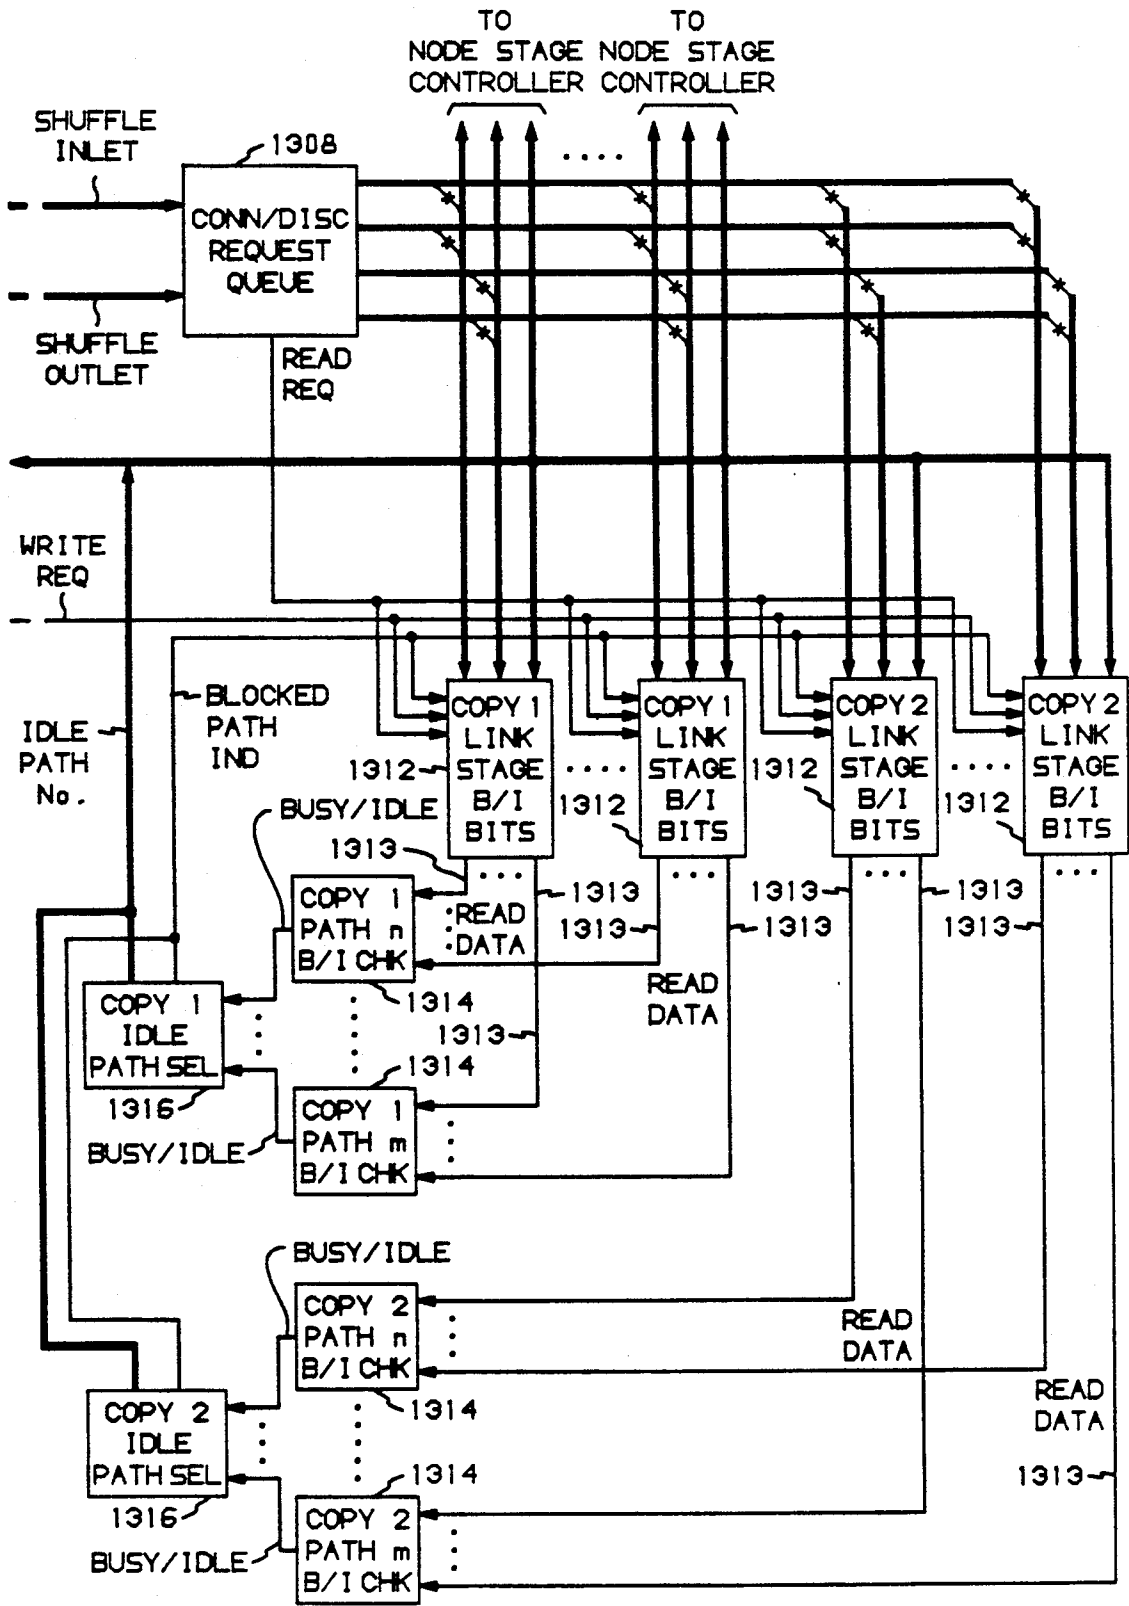 TO
NODE STAGE
CONTROLLER
TO
NODE STAGE
CONTROLLER
SHUFFLE
INLET
1308
CONN/DISC
REQUEST
QUEUE
SHUFFLE
OUTLET
READ
REQ
WRITE
REQ
BLOCKED
PATH
IND
IDLE
PATH
No.
COPY 1
LINK
STAGE
B/I
BITS
COPY 1
LINK
STAGE
B/I
BITS
COPY 2
LINK
STAGE
B/I
BITS
COPY 2
LINK
STAGE
B/I
BITS
1312
1312
1312
1312
BUSY/IDLE
1313
1313
1313
1313
1313
1313
1313
1313
COPY 1
PATH n
B/I CHK
READ
DATA
READ
DATA
1314
1313
COPY 1
IDLE
PATH SEL
1316
1314
COPY 1
PATH m
B/I CHK
BUSY/IDLE
BUSY/IDLE
COPY 2
PATH n
B/I CHK
READ
DATA
1314
READ
DATA
COPY 2
IDLE
PATH SEL
1316
1314
1313
COPY 2
PATH m
B/I CHK
BUSY/IDLE